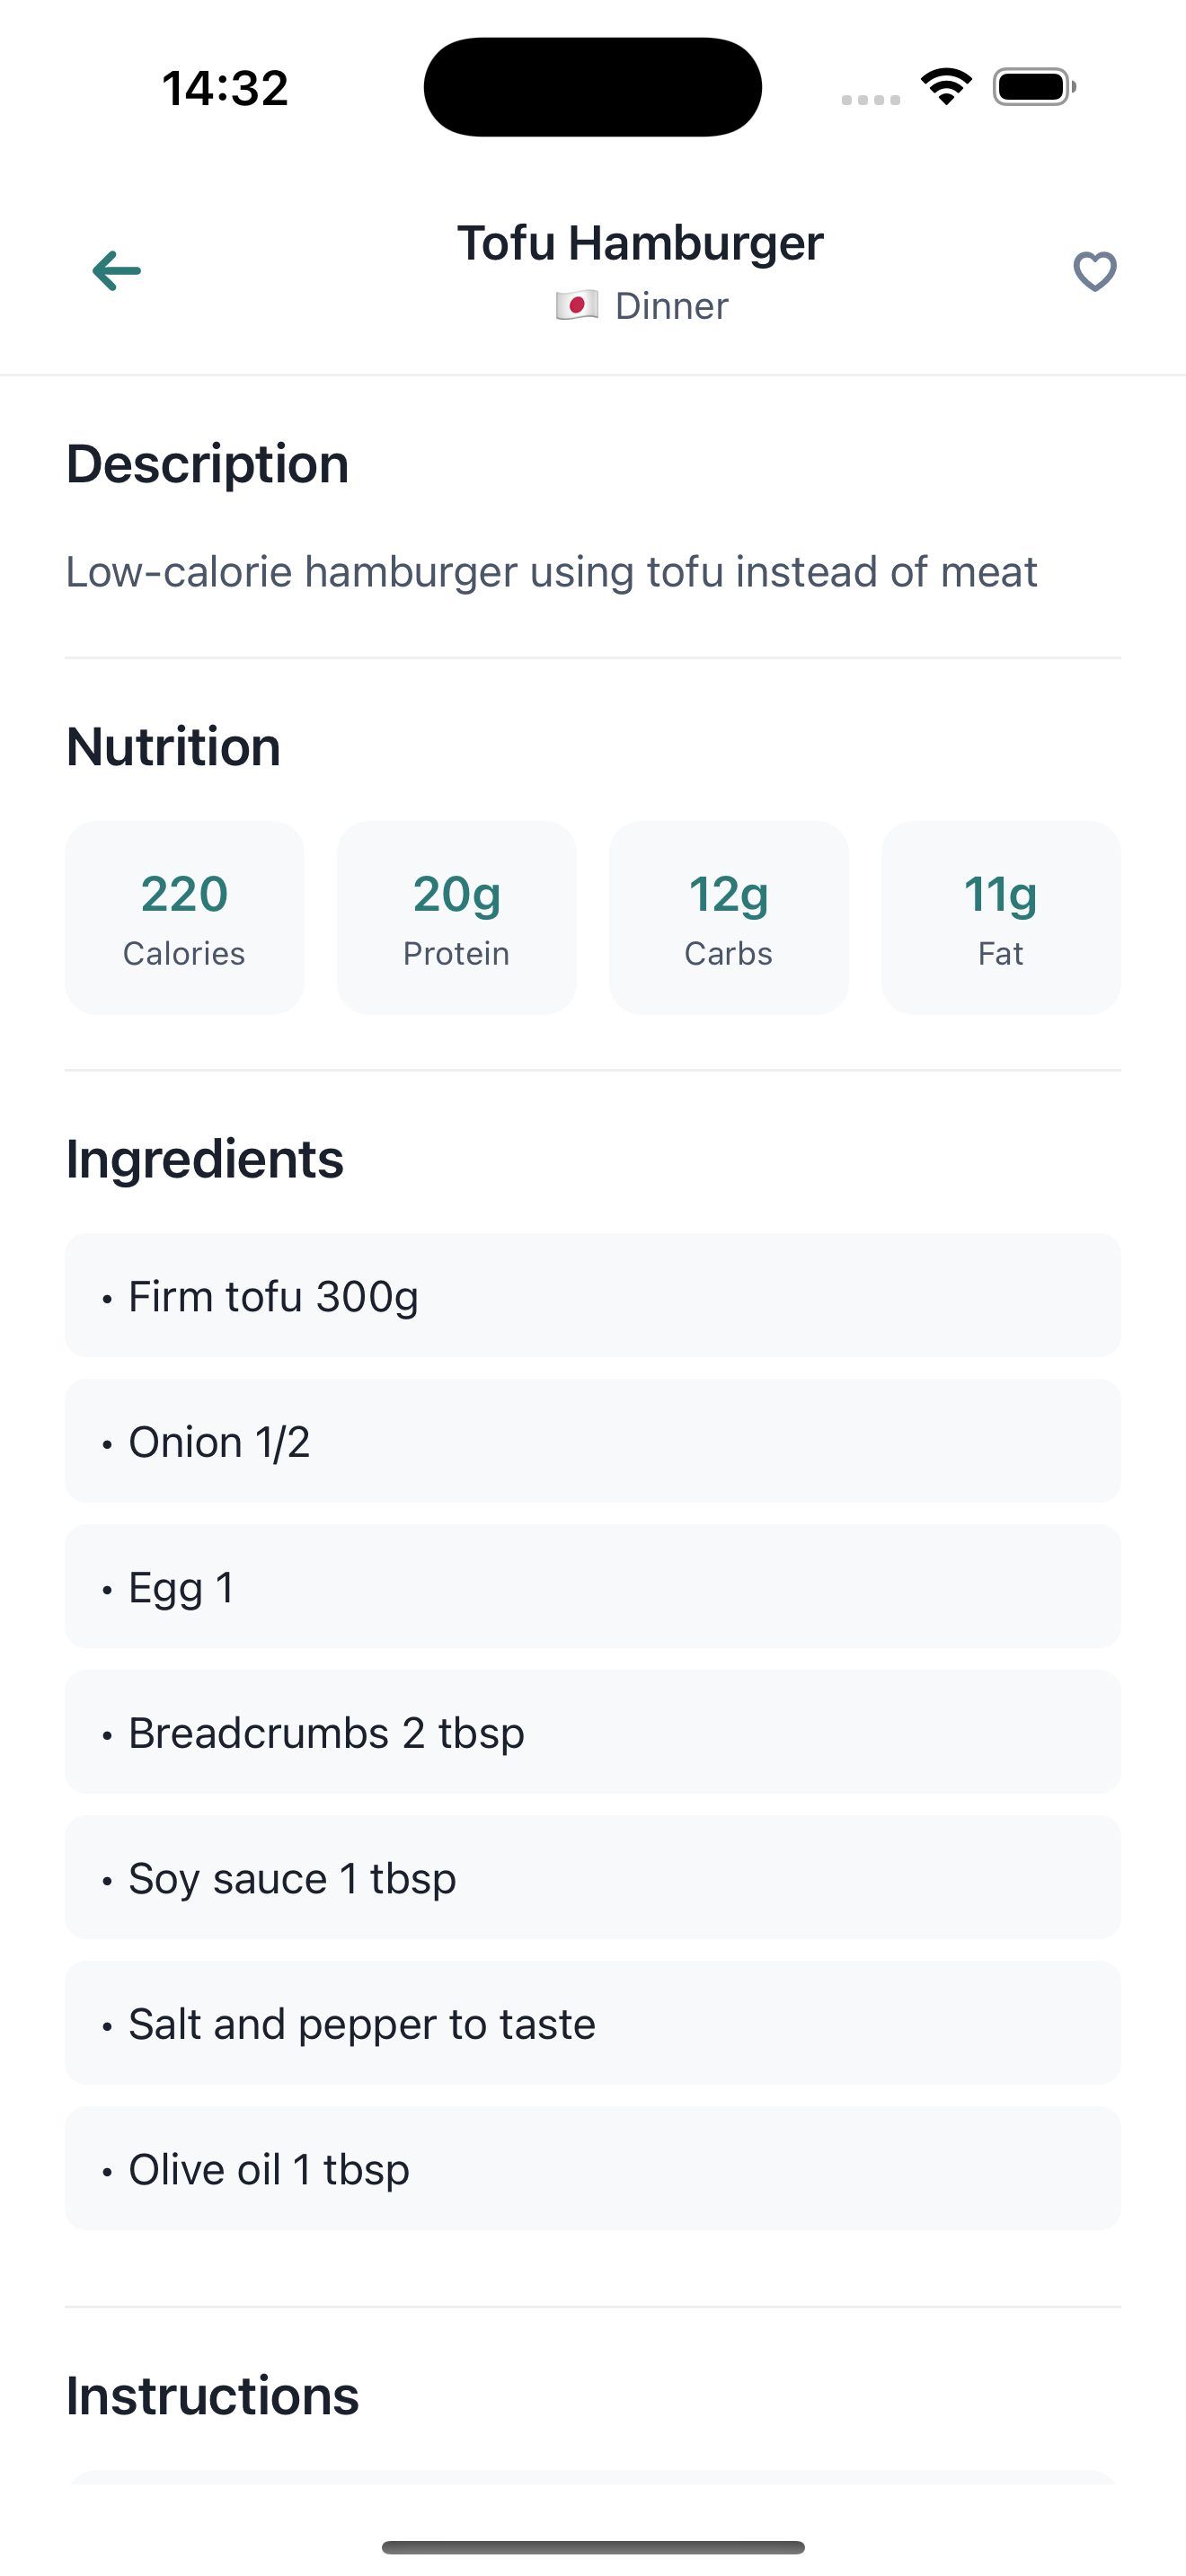 14:32
Tofu Hamburger
🇯🇵 Dinner
Description
Low-calorie hamburger using tofu instead of meat
Nutrition
220
Calories
20g
Protein
12g
Carbs
11g
Fat
Ingredients
• Firm tofu 300g
• Onion 1/2
• Egg 1
• Breadcrumbs 2 tbsp
• Soy sauce 1 tbsp
• Salt and pepper to taste
• Olive oil 1 tbsp
Instructions